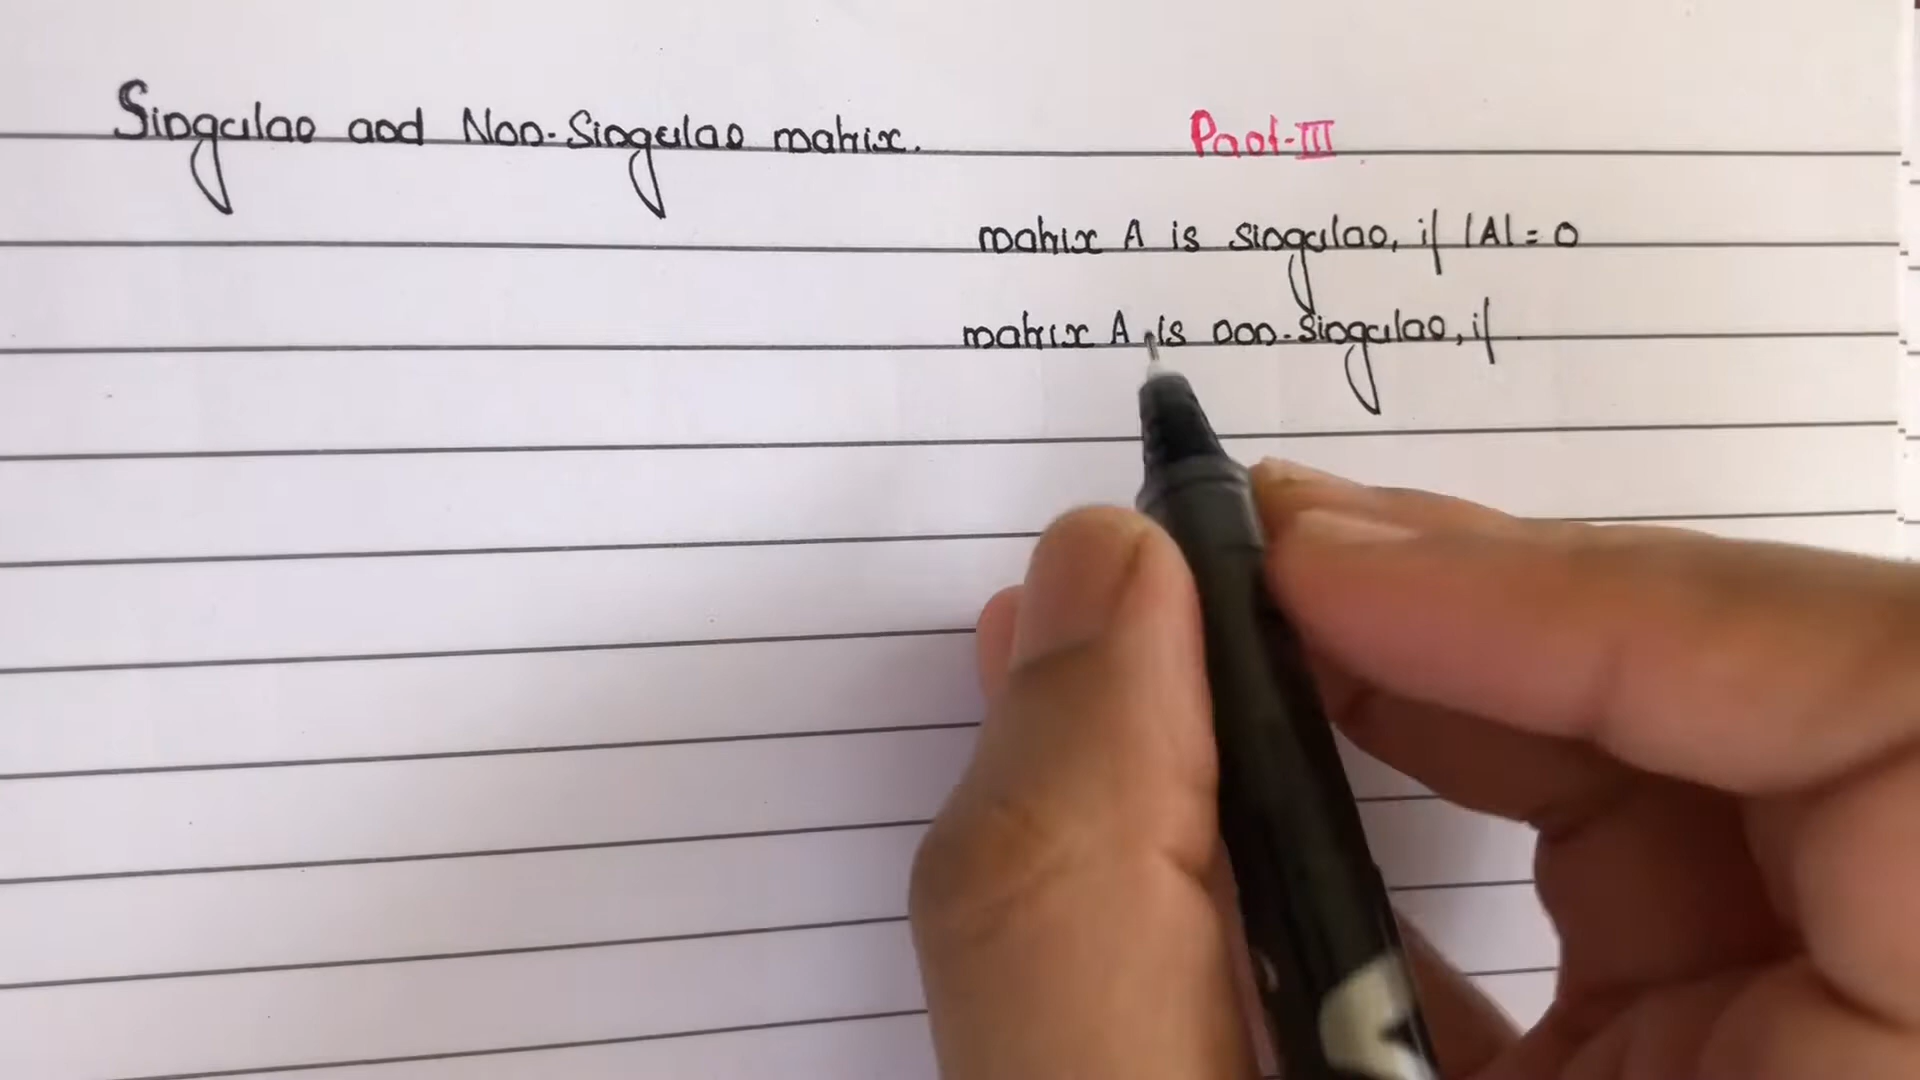 Singular and Non-Singular matrix. Part-III
matrix A is singular, if |A| = 0
matrix A is non-singular, if